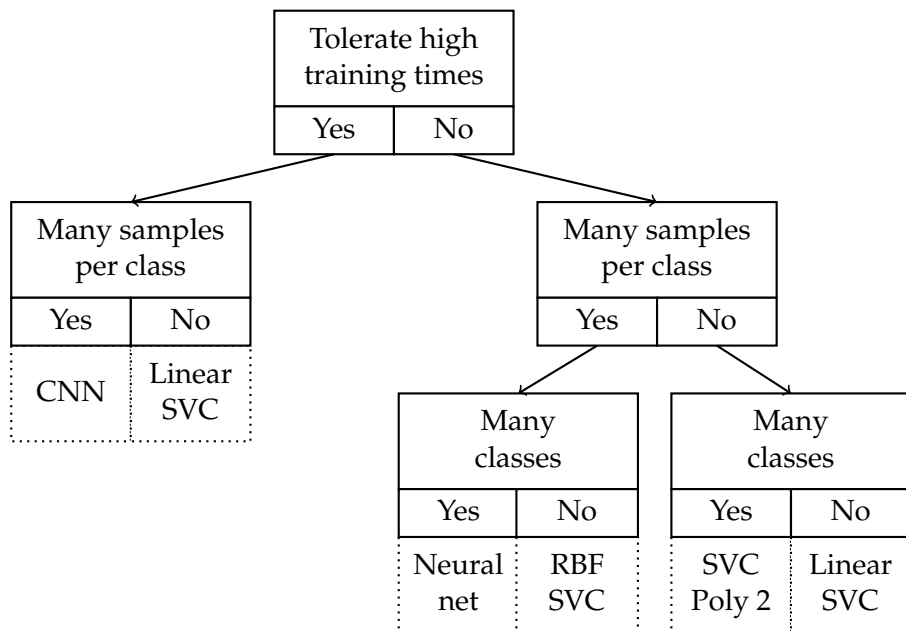 Tolerate high
training times
Yes No
Many samples
per class
Yes No
CNN
Linear
SVC
Many samples
per class
Yes No
Many
classes
Yes No
Neural
net
RBF
SVC
Many
classes
Yes No
SVC
Poly 2
Linear
SVC